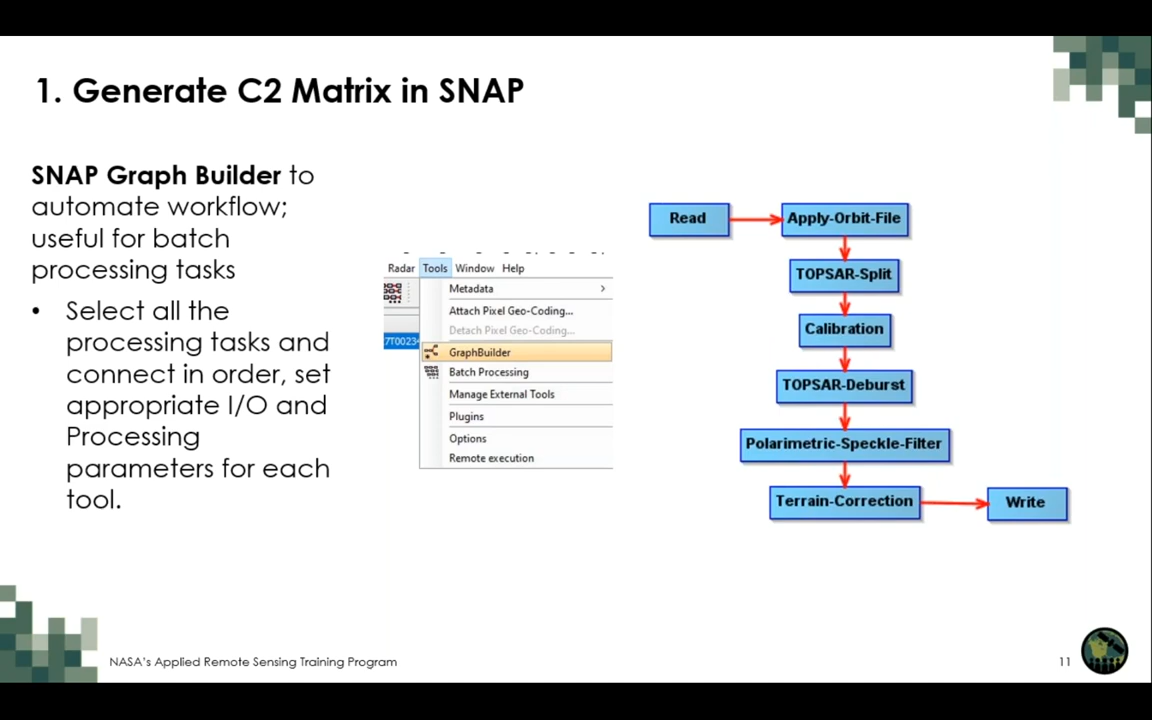 1. Generate C2 Matrix in SNAP
SNAP Graph Builder to
automate workflow;
useful for batch
processing tasks
• Select all the
processing tasks and
connect in order, set
appropriate I/O and
Processing
parameters for each
tool.
Radar Tools Window Help
Metadata
Attach Pixel Geo-Coding...
Detach Pixel Geo-Coding...
7T0023
GraphBuilder
Batch Processing
Manage External Tools
Plugins
Options
Remote execution
Read
Apply-Orbit-File
TOPSAR-Split
Calibration
TOPSAR-Deburst
Polarimetric-Speckle-Filter
Terrain-Correction
Write
NASA's Applied Remote Sensing Training Program
11